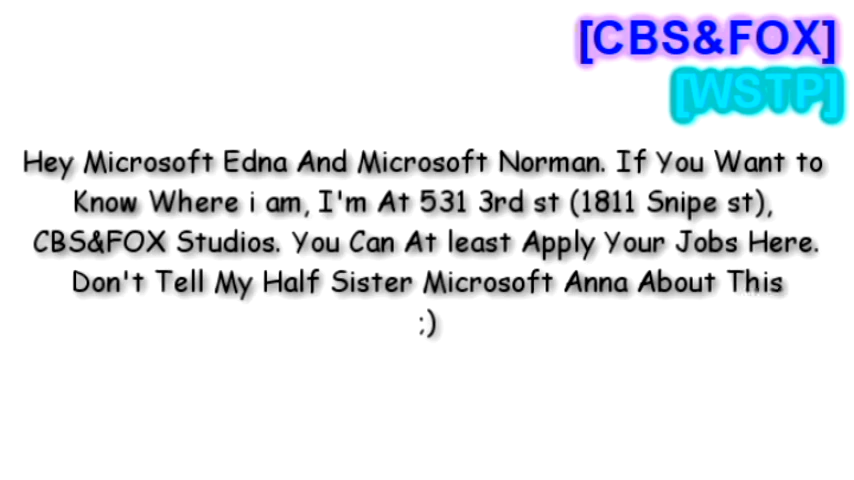 [CBS&FOX]
[WSTP]
Hey Microsoft Edna And Microsoft Norman. If You Want to
Know Where i am, I'm At 531 3rd st (1811 Snipe st),
CBS&FOX Studios. You Can At least Apply Your Jobs Here.
Don't Tell My Half Sister Microsoft Anna About This
;)